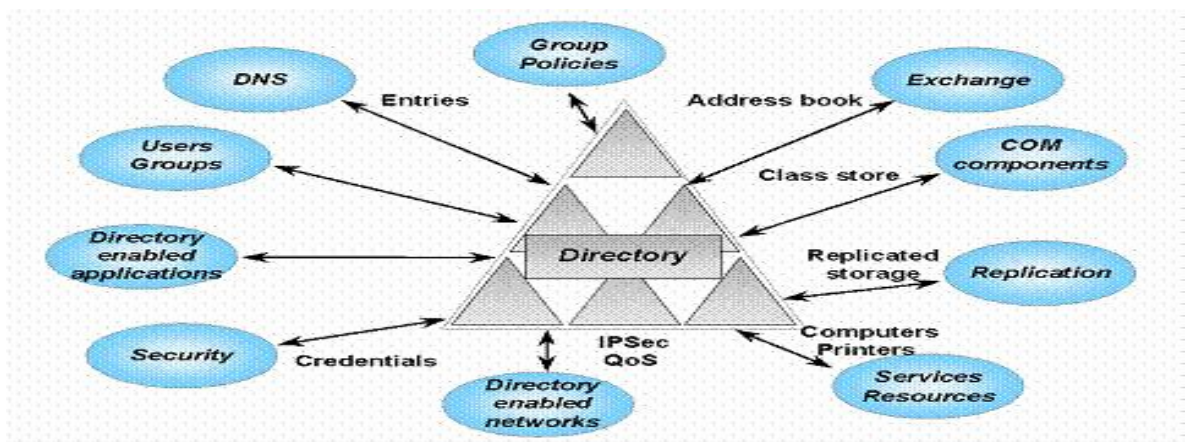 Group
Policies
DNS
Exchange
Entries
Address book
Users
Groups
COM
components
Class store
Directory
enabled
applications
Directory
Replicated
storage
Replication
Security
Credentials
IPSec
QoS
Computers
Printers
Directory
enabled
networks
Services
Resources